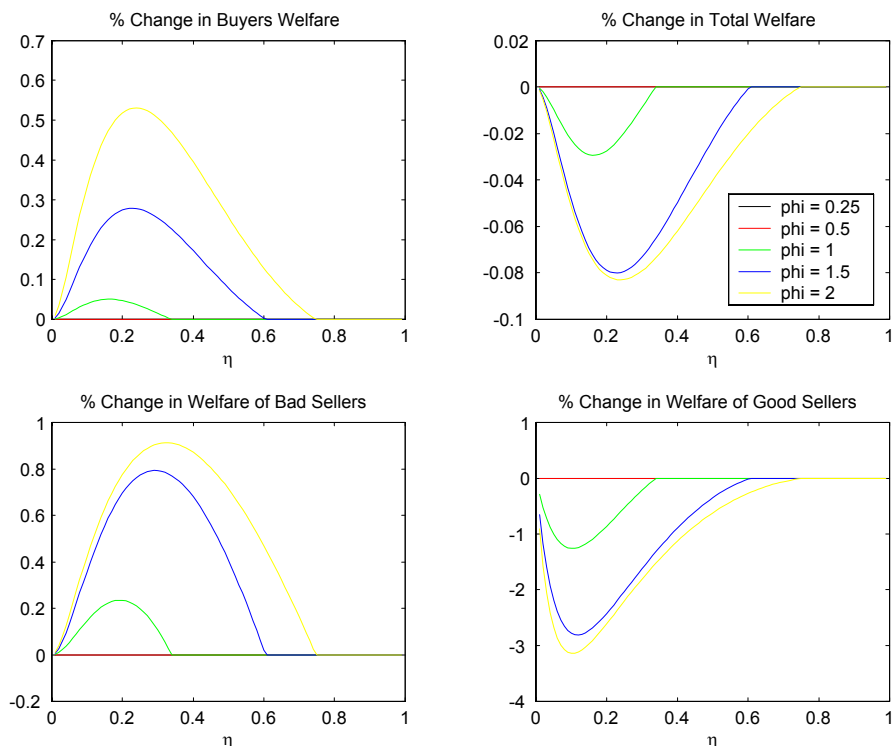 % Change in Buyers Welfare
0.7
0.6
0.5
0.4
0.3
0.2
0.1
0
0 0.2 0.4 0.6 0.8 1
η
% Change in Total Welfare
0.02
0
-0.02
-0.04
-0.06
-0.08
-0.1
0 0.2 0.4 0.6 0.8 1
η
phi = 0.25
phi = 0.5
phi = 1
phi = 1.5
phi = 2
% Change in Welfare of Bad Sellers
1
0.8
0.6
0.4
0.2
0
-0.2
0 0.2 0.4 0.6 0.8 1
η
% Change in Welfare of Good Sellers
1
0
-1
-2
-3
-4
0 0.2 0.4 0.6 0.8 1
η